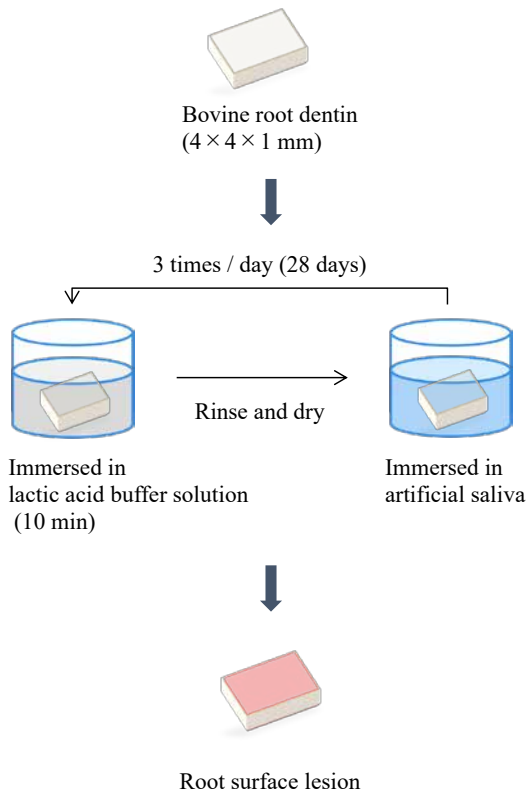 Bovine root dentin
(4 × 4 × 1 mm)
3 times / day (28 days)
Rinse and dry
Immersed in
lactic acid buffer solution
(10 min)
Immersed in
artificial saliva
Root surface lesion